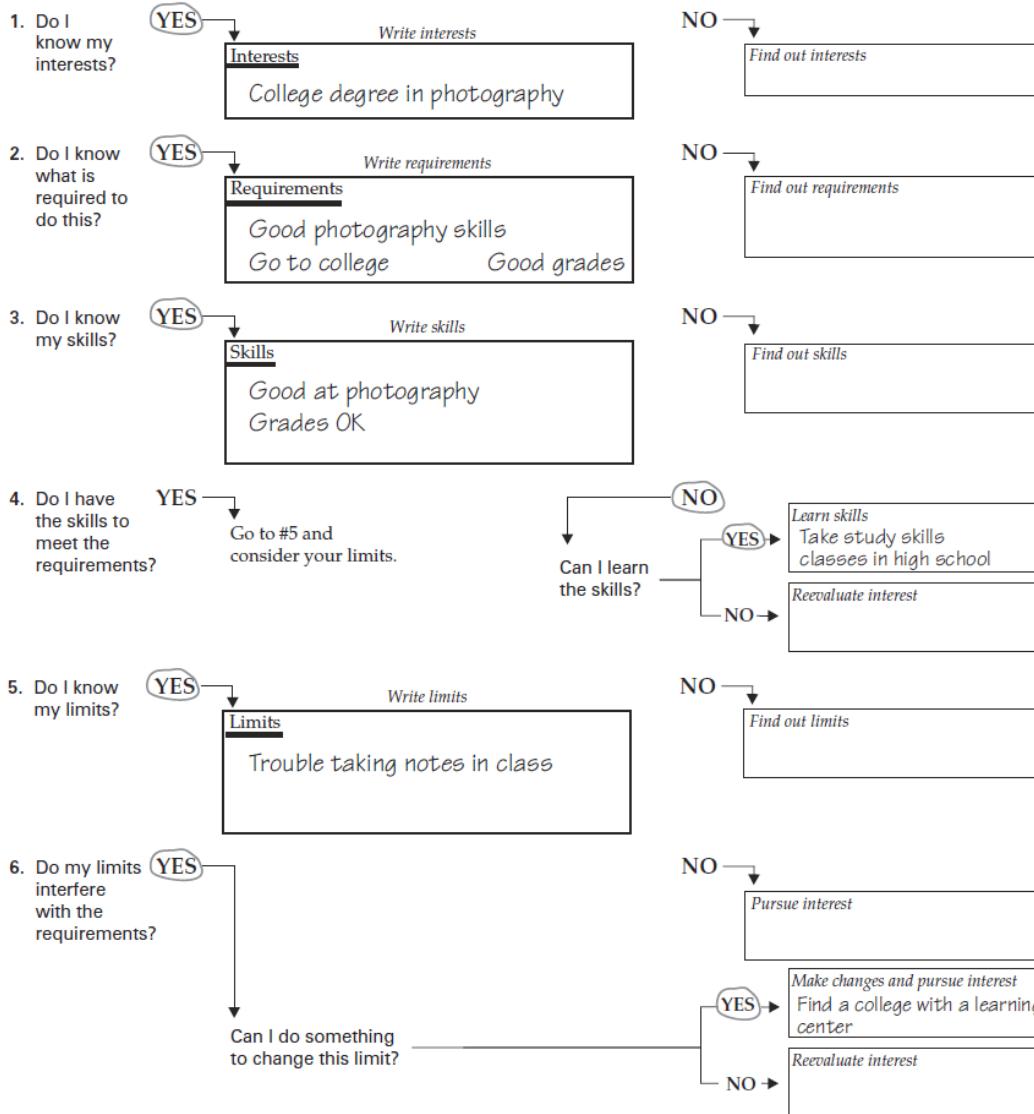 1. Do I know my interests?
YES
Write interests
Interests
College degree in photography
NO
Find out interests
2. Do I know what is required to do this?
YES
Write requirements
Requirements
Good photography skills
Go to college Good grades
NO
Find out requirements
3. Do I know my skills?
YES
Write skills
Skills
Good at photography
Grades OK
NO
Find out skills
4. Do I have the skills to meet the requirements?
YES
Go to #5 and
consider your limits.
NO
Can I learn
the skills?
YES
Learn skills
Take study skills
classes in high school
NO
Reevaluate interest
5. Do I know my limits?
YES
Write limits
Limits
Trouble taking notes in class
NO
Find out limits
6. Do my limits interfere with the requirements?
YES
NO
Pursue interest
Can I do something
to change this limit?
YES
Make changes and pursue interest
Find a college with a learning
center
NO
Reevaluate interest